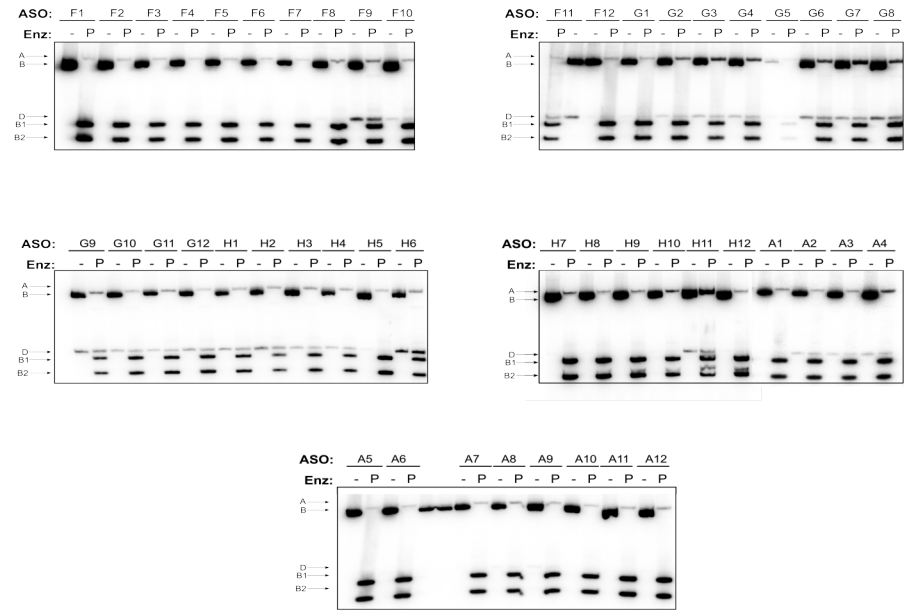 ASO: F1 F2 F3 F4 F5 F6 F7 F8 F9 F10
Enz: - P - P - P - P - P - P - P - P - P - P
A
B
D
B1
B2
ASO: F11 F12 G1 G2 G3 G4 G5 G6 G7 G8
Enz: P - - P - P - P - P - P - P - P - P - P
A
B
D
B1
B2
ASO: G9 G10 G11 G12 H1 H2 H3 H4 H5 H6
Enz: - P - P - P - P - P - P - P - P - P - P
A
B
D
B1
B2
ASO: H7 H8 H9 H10 H11 H12 A1 A2 A3 A4
Enz: - P - P - P - P - P - P - P - P - P - P
A
B
D
B1
B2
ASO: A5 A6 A7 A8 A9 A10 A11 A12
Enz: - P - P - P - P - P - P - P - P
A
B
D
B1
B2